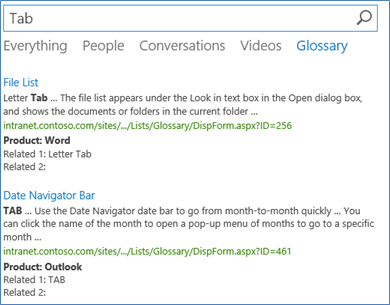 Tab
Everything People Conversations Videos Glossary
File List
Letter Tab ... The file list appears under the Look in text box in the Open dialog box,
and shows the documents or folders in the current folder ...
intranet.contoso.com/sites/.../Lists/Glossary/DispForm.aspx?ID=256
Product: Word
Related 1: Letter Tab
Related 2:
Date Navigator Bar
TAB ... Use the Date Navigator date bar to go from month-to-month quickly ... You
can click the name of the month to open a pop-up menu of months to go to a specific
month ...
intranet.contoso.com/sites/.../Lists/Glossary/DispForm.aspx?ID=461
Product: Outlook
Related 1: TAB
Related 2: